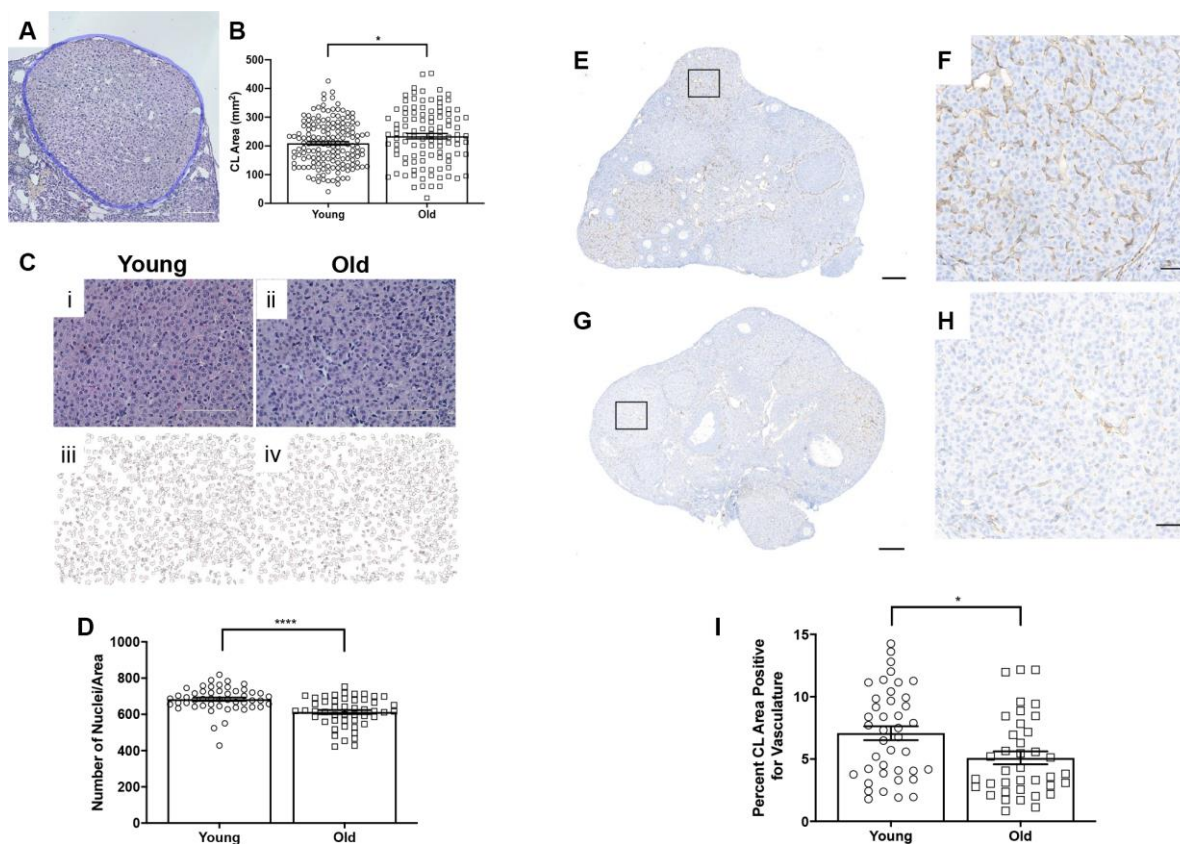 A
B
*
500
400
300
200
100
0
CL Area (mm²)
Young
Old
C
Young
Old
i
ii
iii
iv
D
****
1000
800
600
400
200
0
Number of Nuclei/Area
Young
Old
E
F
G
H
I
*
15
10
5
0
Percent CL Area Positive
for Vasculature
Young
Old